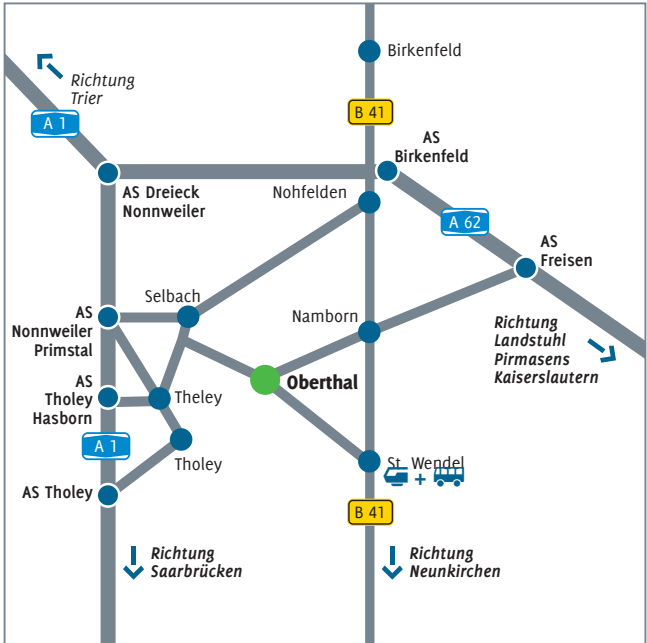 Birkenfeld
Richtung
Trier
B 41
A 1
AS
Birkenfeld
AS Dreieck
Nonnweiler
Nohfelden
A 62
AS
Freisen
Selbach
AS
Nonnweiler
Primstal
Namborn
Richtung
Landstuhl
Pirmasens
Kaiserslautern
Oberthal
AS
Tholey
Hasborn
Theley
A 1
Tholey
St. Wendel
+
AS Tholey
B 41
Richtung
Saarbrücken
Richtung
Neunkirchen